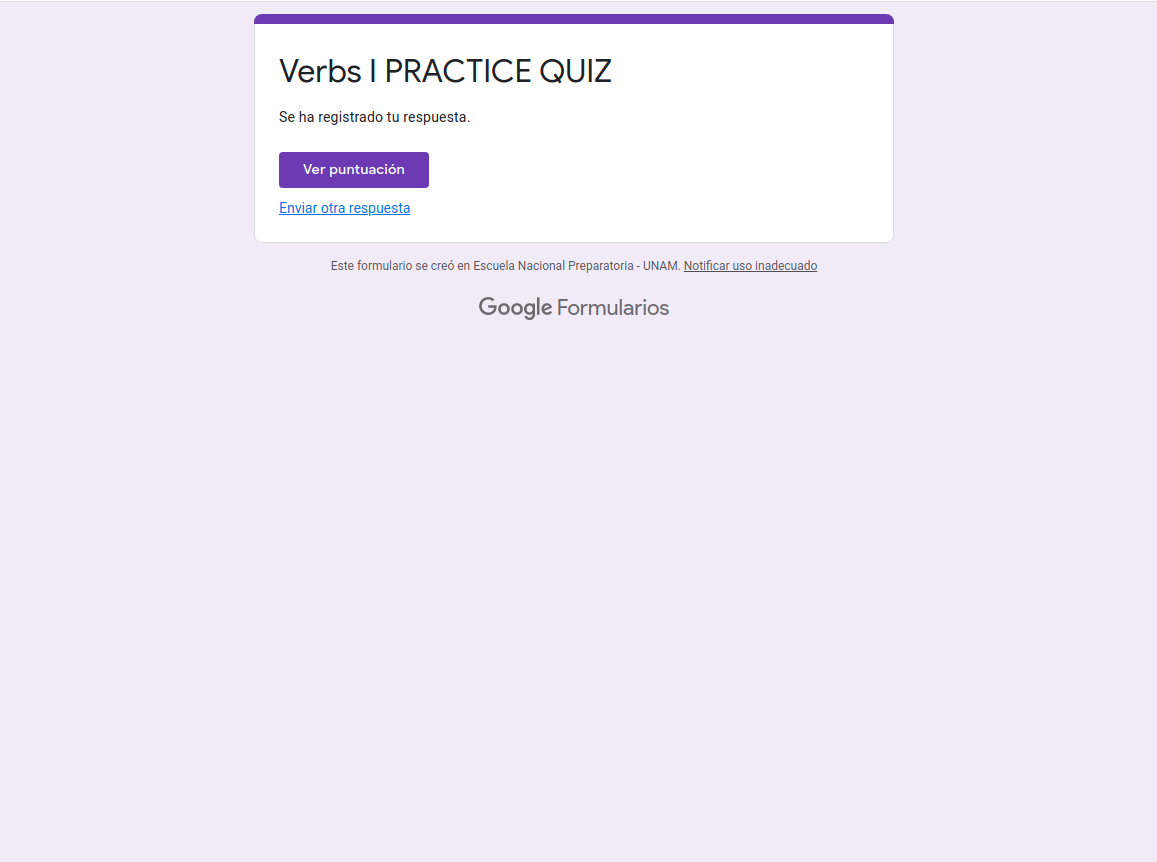 Verbs I PRACTICE QUIZ
Se ha registrado tu respuesta.
Ver puntuación
Enviar otra respuesta
Este formulario se creó en Escuela Nacional Preparatoria - UNAM. Notificar uso inadecuado
Google Formularios